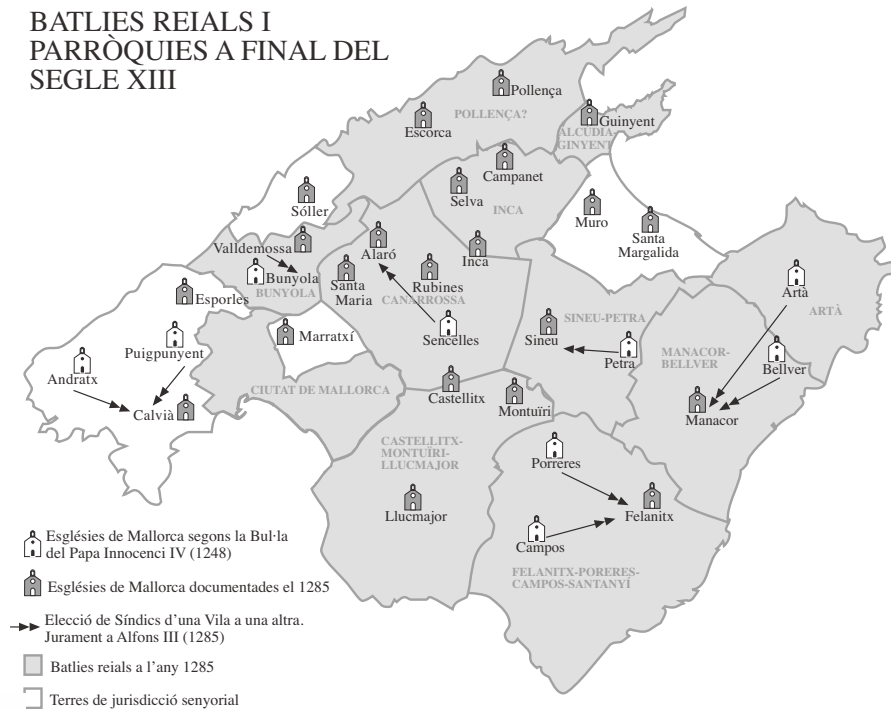 BATLIES REIALS I
PARRÒQUIES A FINAL DEL
SEGLE XIII
Pollença
POLLENÇA?
Escorca
Guinyent
ALCUDIA-
GINYENT
Campanet
Selva
INCA
Muro
Santa
Margalida
Sóller
Valldemossa
Alaró
Inca
Bunyola
BUNYOLA
Santa
Maria
Rubines
CANARROSSA
Esporles
Artà
ARTÀ
SINEU-PETRA
Marratxí
Sencelles
Sineu
Petra
MANACOR-
BELLVER
Bellver
Puigpunyent
Andratx
Calvià
CIUTAT DE MALLORCA
Castellitx
Montuïri
Manacor
CASTELLITX-
MONTUÏRI-
LLUCMAJOR
Porreres
Llucmajor
Felanitx
Campos
FELANITX-PORERES-
CAMPOS-SANTANYÍ
Esglésies de Mallorca segons la Bul·la
del Papa Innocenci IV (1248)
Esglésies de Mallorca documentades el 1285
Elecció de Síndics d'una Vila a una altra.
Jurament a Alfons III (1285)
Batlies reials a l'any 1285
Terres de jurisdicció senyorial